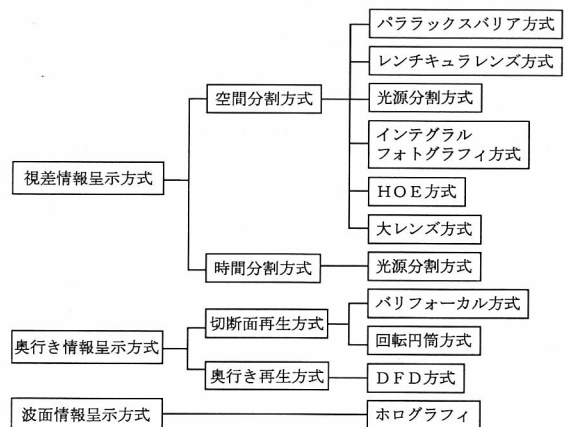 パララックスバリア方式
レンチキュラレンズ方式
空間分割方式
光源分割方式
インテグラル
フォトグラフィ方式
視差情報呈示方式
HOE方式
大レンズ方式
時間分割方式
光源分割方式
バリフォーカル方式
切断面再生方式
奥行き情報呈示方式
回転円筒方式
奥行き再生方式
DFD方式
波面情報呈示方式
ホログラフィ